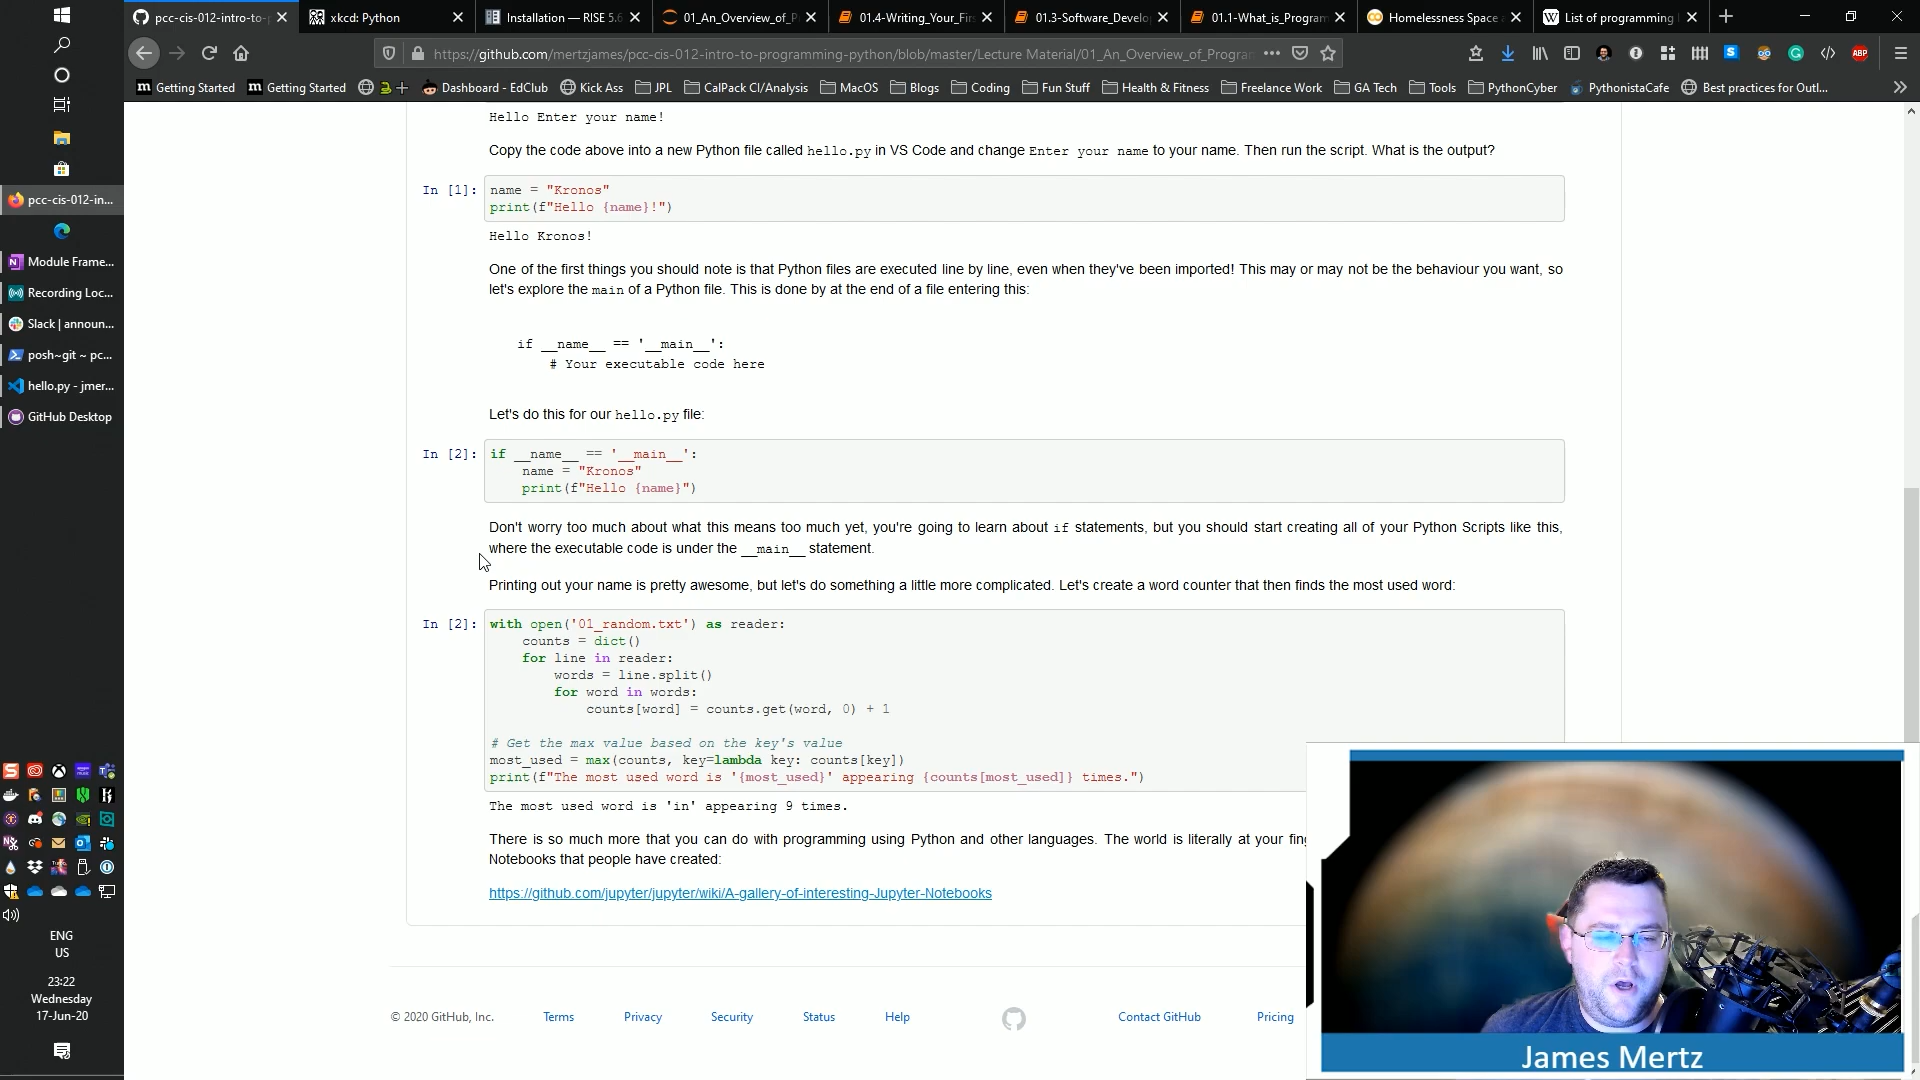 pcc-cis-012-intro-to-
xkcd: Python
Installation — RISE 5.6
01_An_Overview_of_P
01.4-Writing_Your_Fir
01.3-Software_Develo
01.1-What_is_Program
Homelessness Space
List of programming
https://github.com/mertzjames/pcc-cis-012-intro-to-programming-python/blob/master/Lecture Material/01_An_Overview_of_Progran
Getting Started
Getting Started
Dashboard - EdClub
Kick Ass
JPL
CalPack CI/Analysis
MacOS
Blogs
Coding
Fun Stuff
Health & Fitness
Freelance Work
GA Tech
Tools
PythonCyber
PythonistaCafe
Best practices for Outl...
pcc-cis-012-in...
Module Frame...
Recording Loc...
Slack | announ...
posh~git ~ pc...
hello.py - jmer...
GitHub Desktop
ENG
US
23:22
Wednesday
17-Jun-20
Hello Enter your name!
Copy the code above into a new Python file called hello.py in VS Code and change Enter your name to your name. Then run the script. What is the output?
In [1]: name = "Kronos"
print(f"Hello {name}!")
Hello Kronos!
One of the first things you should note is that Python files are executed line by line, even when they've been imported! This may or may not be the behaviour you want, so
let's explore the main of a Python file. This is done by at the end of a file entering this:
if __name__ == '__main__':
# Your executable code here
Let's do this for our hello.py file:
In [2]: if __name__ == '__main__':
name = "Kronos"
print(f"Hello {name}")
Don't worry too much about what this means too much yet, you're going to learn about if statements, but you should start creating all of your Python Scripts like this,
where the executable code is under the __main__ statement.
Printing out your name is pretty awesome, but let's do something a little more complicated. Let's create a word counter that then finds the most used word:
In [2]: with open('01_random.txt') as reader:
counts = dict()
for line in reader:
words = line.split()
for word in words:
counts[word] = counts.get(word, 0) + 1
# Get the max value based on the key's value
most_used = max(counts, key=lambda key: counts[key])
print(f"The most used word is '{most_used}' appearing {counts[most_used]} times.")
The most used word is 'in' appearing 9 times.
There is so much more that you can do with programming using Python and other languages. The world is literally at your fing
Notebooks that people have created:
https://github.com/jupyter/jupyter/wiki/A-gallery-of-interesting-Jupyter-Notebooks
© 2020 GitHub, Inc.
Terms
Privacy
Security
Status
Help
Contact GitHub
Pricing
James Mertz